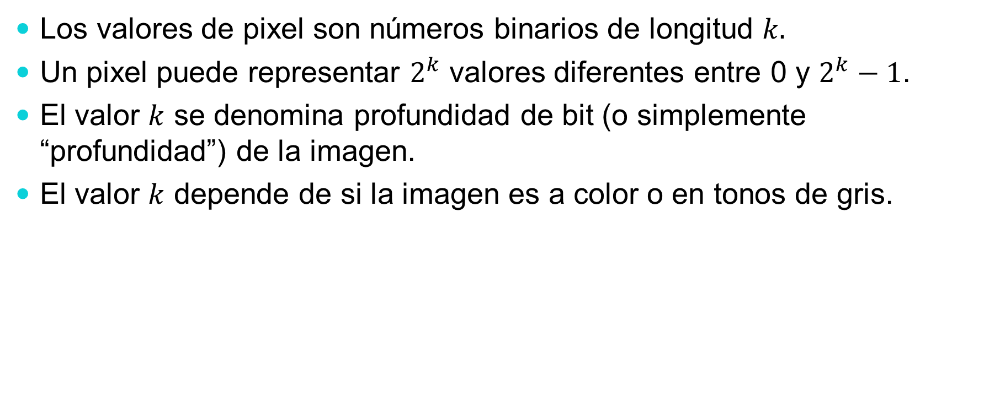 • Los valores de pixel son números binarios de longitud k.
• Un pixel puede representar 2^k valores diferentes entre 0 y 2^k − 1.
• El valor k se denomina profundidad de bit (o simplemente
“profundidad”) de la imagen.
• El valor k depende de si la imagen es a color o en tonos de gris.